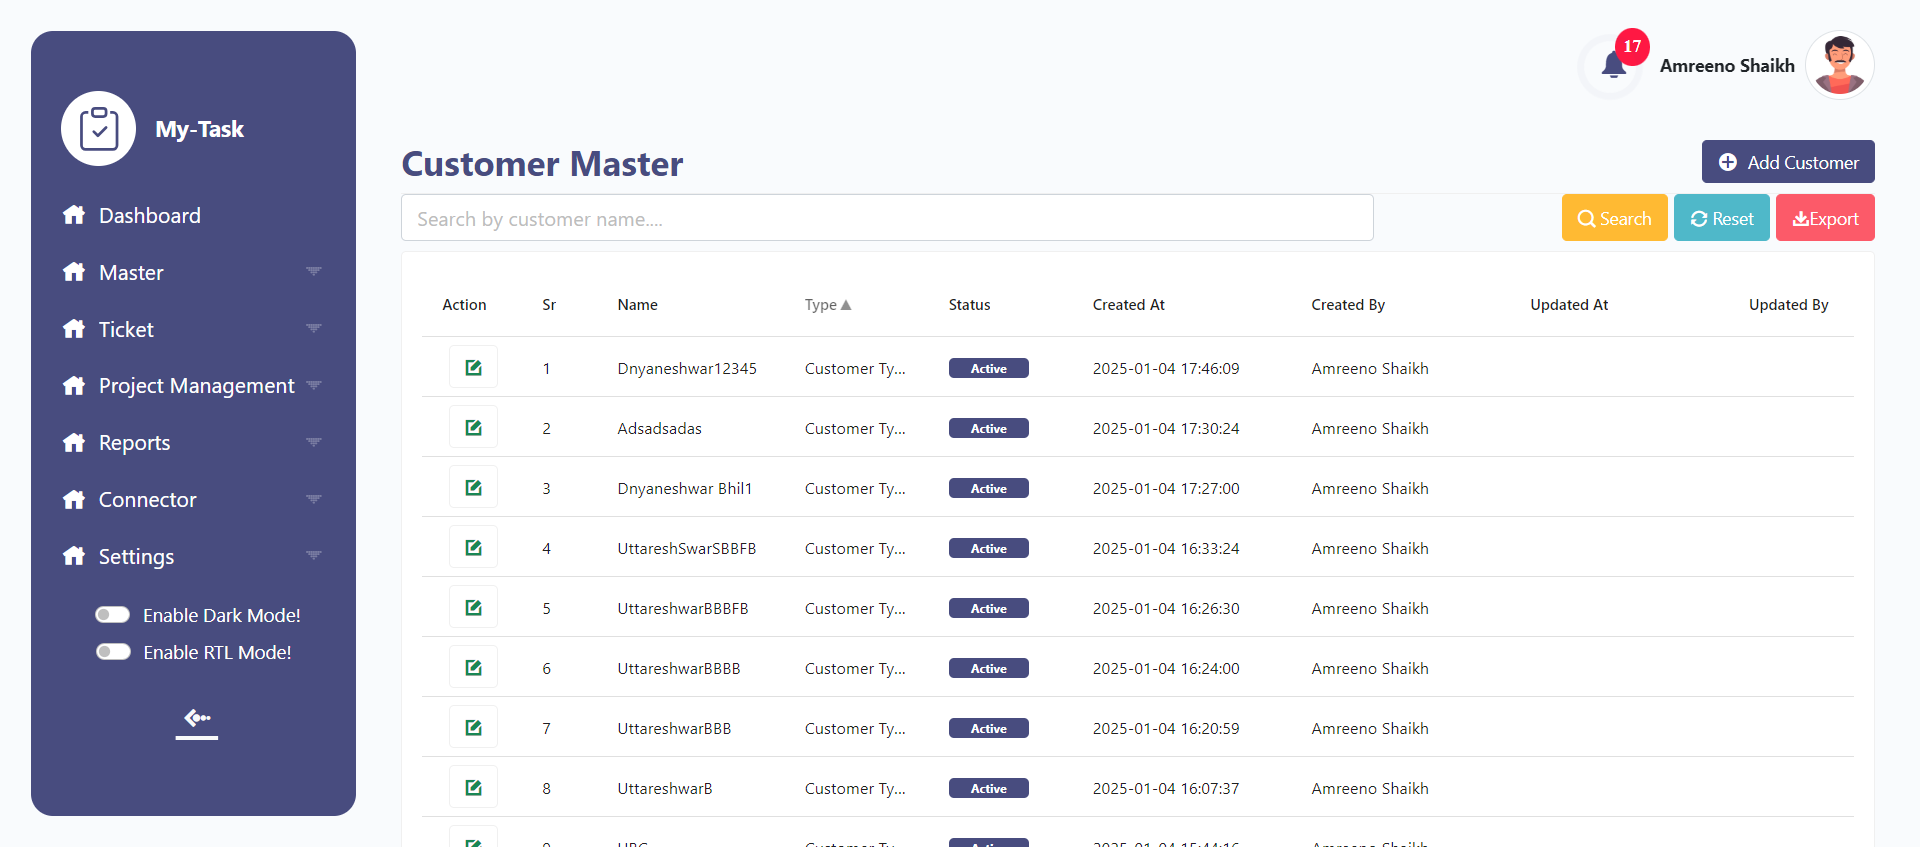 17
Amreeno Shaikh
My-Task
Customer Master
Add Customer
Dashboard
Search by customer name....
Search
Reset
Export
Master
Ticket
Project Management
Reports
Connector
Settings
Enable Dark Mode!
Enable RTL Mode!
Action Sr Name Type Status Created At Created By Updated At Updated By
1 Dnyaneshwar12345 Customer Ty... Active 2025-01-04 17:46:09 Amreeno Shaikh
2 Adsadsadas Customer Ty... Active 2025-01-04 17:30:24 Amreeno Shaikh
3 Dnyaneshwar Bhil1 Customer Ty... Active 2025-01-04 17:27:00 Amreeno Shaikh
4 UttareshSwarSBBFB Customer Ty... Active 2025-01-04 16:33:24 Amreeno Shaikh
5 UttareshwarBBBFB Customer Ty... Active 2025-01-04 16:26:30 Amreeno Shaikh
6 UttareshwarBBBB Customer Ty... Active 2025-01-04 16:24:00 Amreeno Shaikh
7 UttareshwarBBB Customer Ty... Active 2025-01-04 16:20:59 Amreeno Shaikh
8 UttareshwarB Customer Ty... Active 2025-01-04 16:07:37 Amreeno Shaikh
Customer Ty... Active Amreeno Shaikh